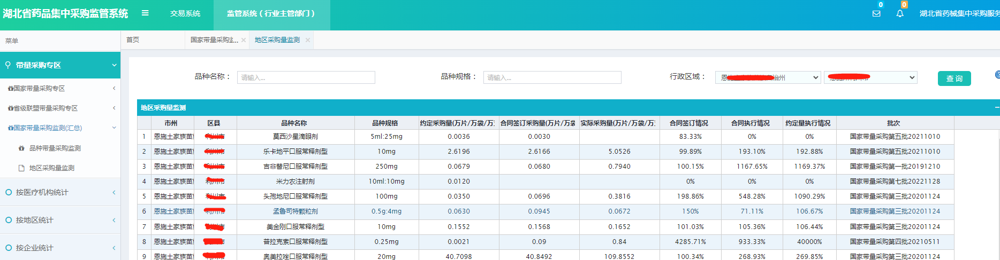 湖北省药品集中采购监管系统 交易系统 监管系统（行业主管部门） 0 0 湖北省药械集中采购服务
菜单 首页 国家带量采购监... 地区采购量监测
带量采购专区
国家带量采购专区
省级联盟带量采购专区
国家带量采购监测(汇总)
品种带量采购监测
地区采购量监测
按医疗机构统计
按地区统计
按企业统计
品种名称： 请输入... 品种规格： 请输入... 行政区域： 恩施 治州 查 询
地区采购量监测
市州 区县 品种名称 品种规格 约定采购量(万片/万袋/万 合同签订采购量(万片/万袋 实际采购量(万片/万袋/万 合同签订情况 合同执行情况 约定量执行情况 批次
1 恩施土家族苗 莫西沙星滴眼剂 5ml:25mg 0.0036 0.0030 83.33% 0% 0% 国家带量采购第五批20211010
2 恩施土家族苗 乐卡地平口服常释剂型 10mg 2.6196 2.6166 5.0526 99.89% 193.10% 192.88% 国家带量采购第五批20211010
3 恩施土家族苗 吉非替尼口服常释剂型 250mg 0.0679 0.0680 0.7940 100.15% 1167.65% 1169.37% 国家带量采购第一批20191210
4 恩施土家族苗 米力农注射剂 10ml:10mg 0.0120 0% 0% 0% 国家带量采购第七批20221128
5 恩施土家族苗 头孢地尼口服常释剂型 100mg 0.0350 0.0696 0.3816 198.86% 548.28% 1090.29% 国家带量采购第三批20201124
6 恩施土家族苗 孟鲁司特颗粒剂 0.5g:4mg 0.0630 0.0945 0.0672 150% 71.11% 106.67% 国家带量采购第三批20201124
7 恩施土家族苗 美金刚口服常释剂型 10mg 0.1552 0.1568 0.1652 101.03% 105.36% 106.44% 国家带量采购第三批20201124
8 恩施土家族苗 普拉克索口服常释剂型 0.25mg 0.0021 0.09 0.84 4285.71% 933.33% 40000% 国家带量采购第四批20210511
9 恩施土家族苗 奥美拉唑口服常释剂型 20mg 40.7098 40.8492 109.8552 100.34% 268.93% 269.85% 国家带量采购第三批20201124